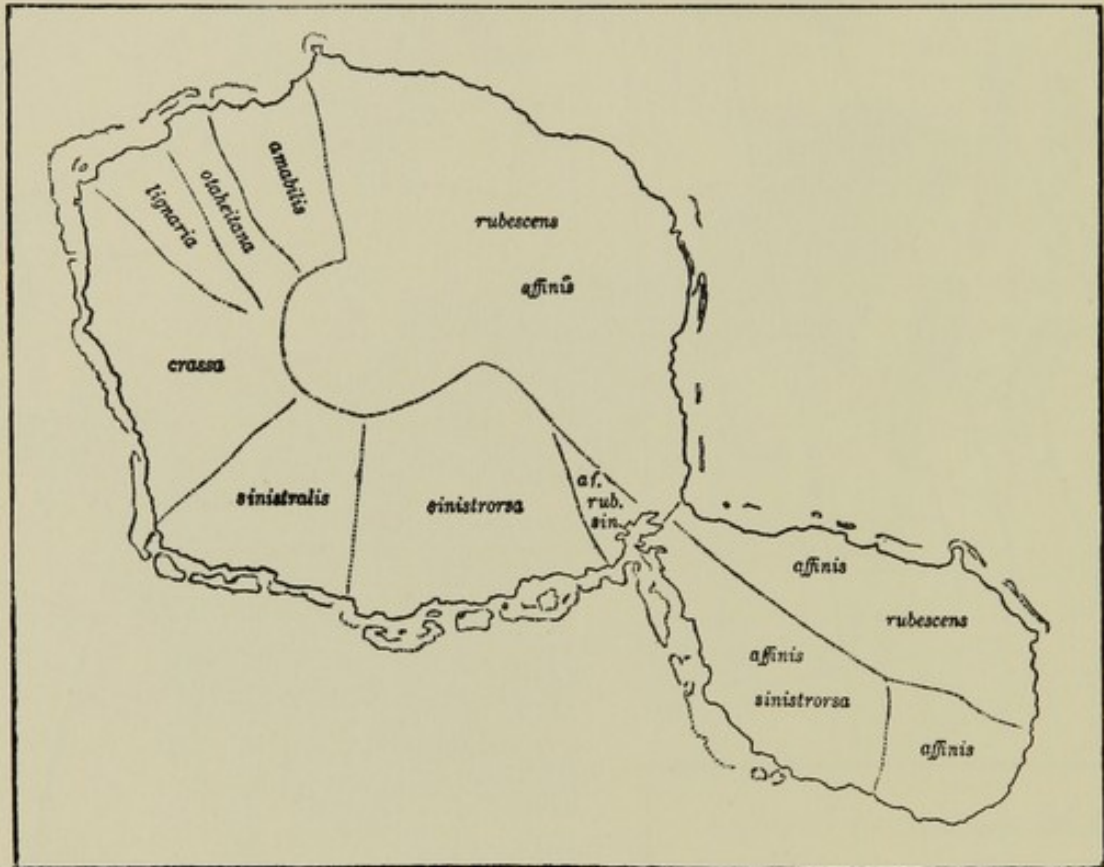 amabilis
otaheitana
lignaria
rubescens
affinis
crassa
sinistralis
sinistrorsa
af.
rub.
sin.
affinis
rubescens
affinis
sinistrorsa
affinis